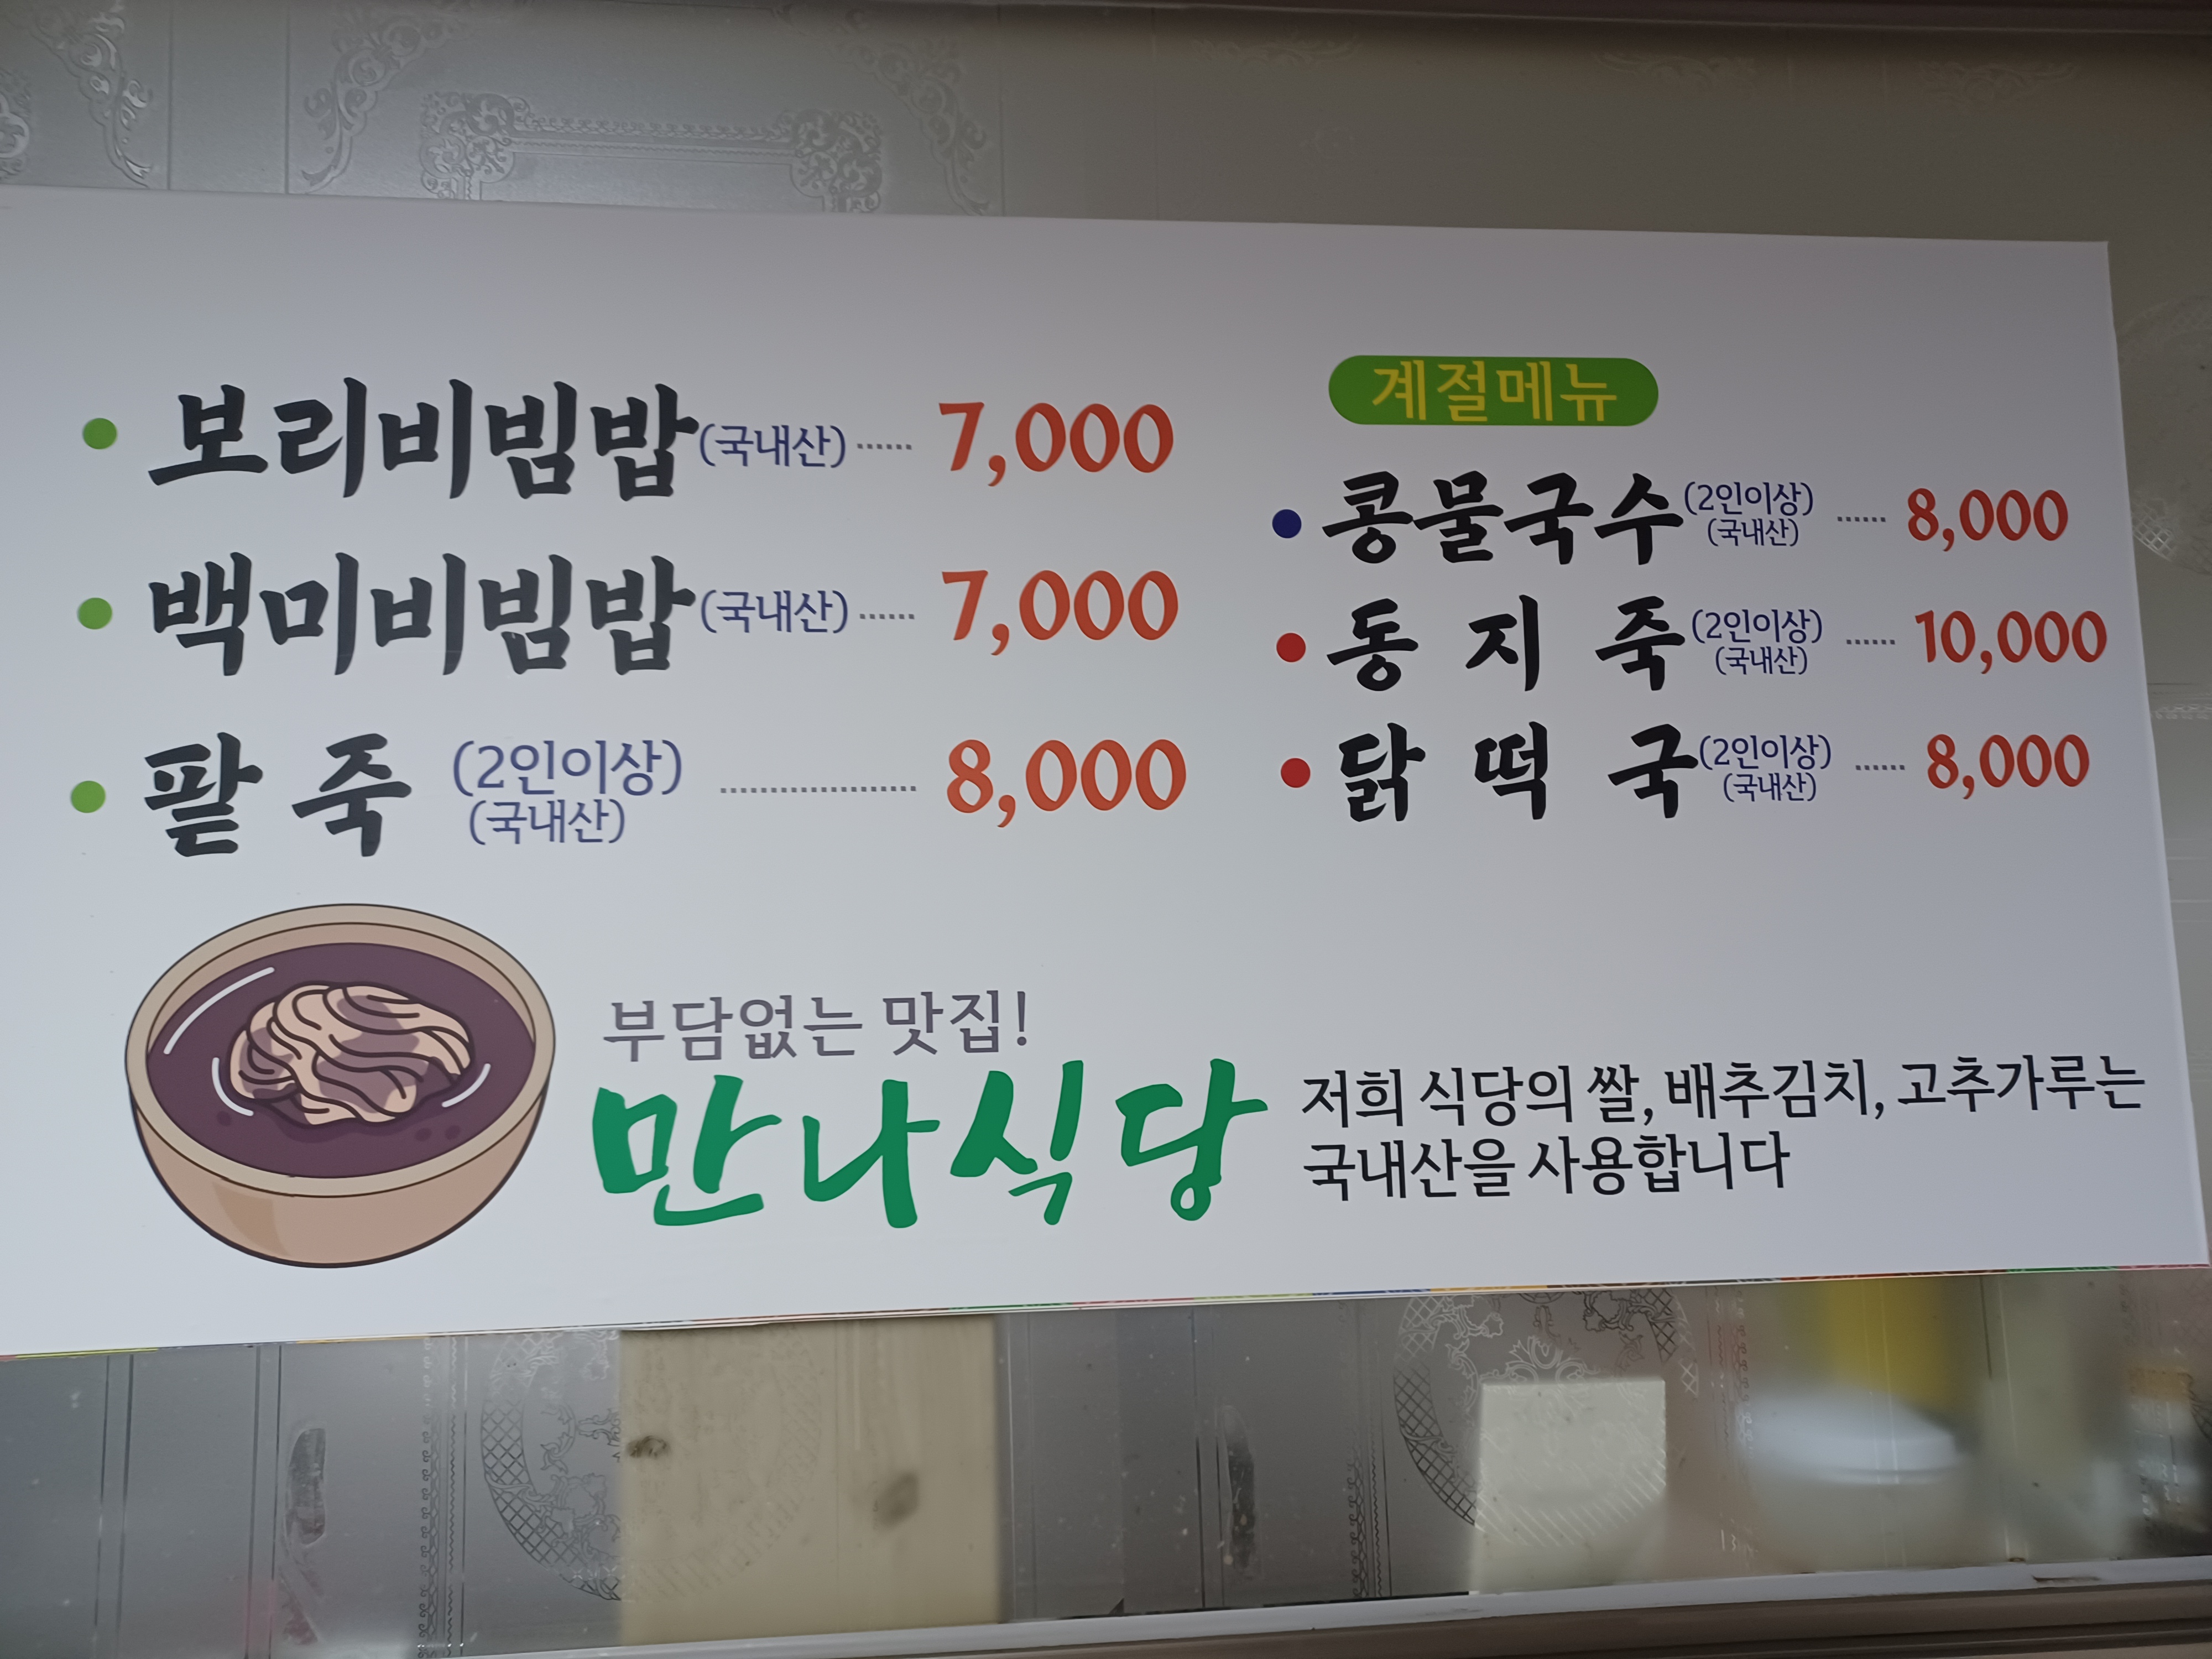 보리비빔밥(국내산) ...... 7,000
백미비빔밥(국내산) ...... 7,000
팥 죽 (2인이상) (국내산) ...... 8,000
계절메뉴
콩물국수(2인이상) (국내산) ...... 8,000
동 지 죽(2인이상) (국내산) ...... 10,000
닭 떡 국(2인이상) (국내산) ...... 8,000
부담없는 맛집!
만나식당
저희 식당의 쌀, 배추김치, 고추가루는
국내산을 사용합니다